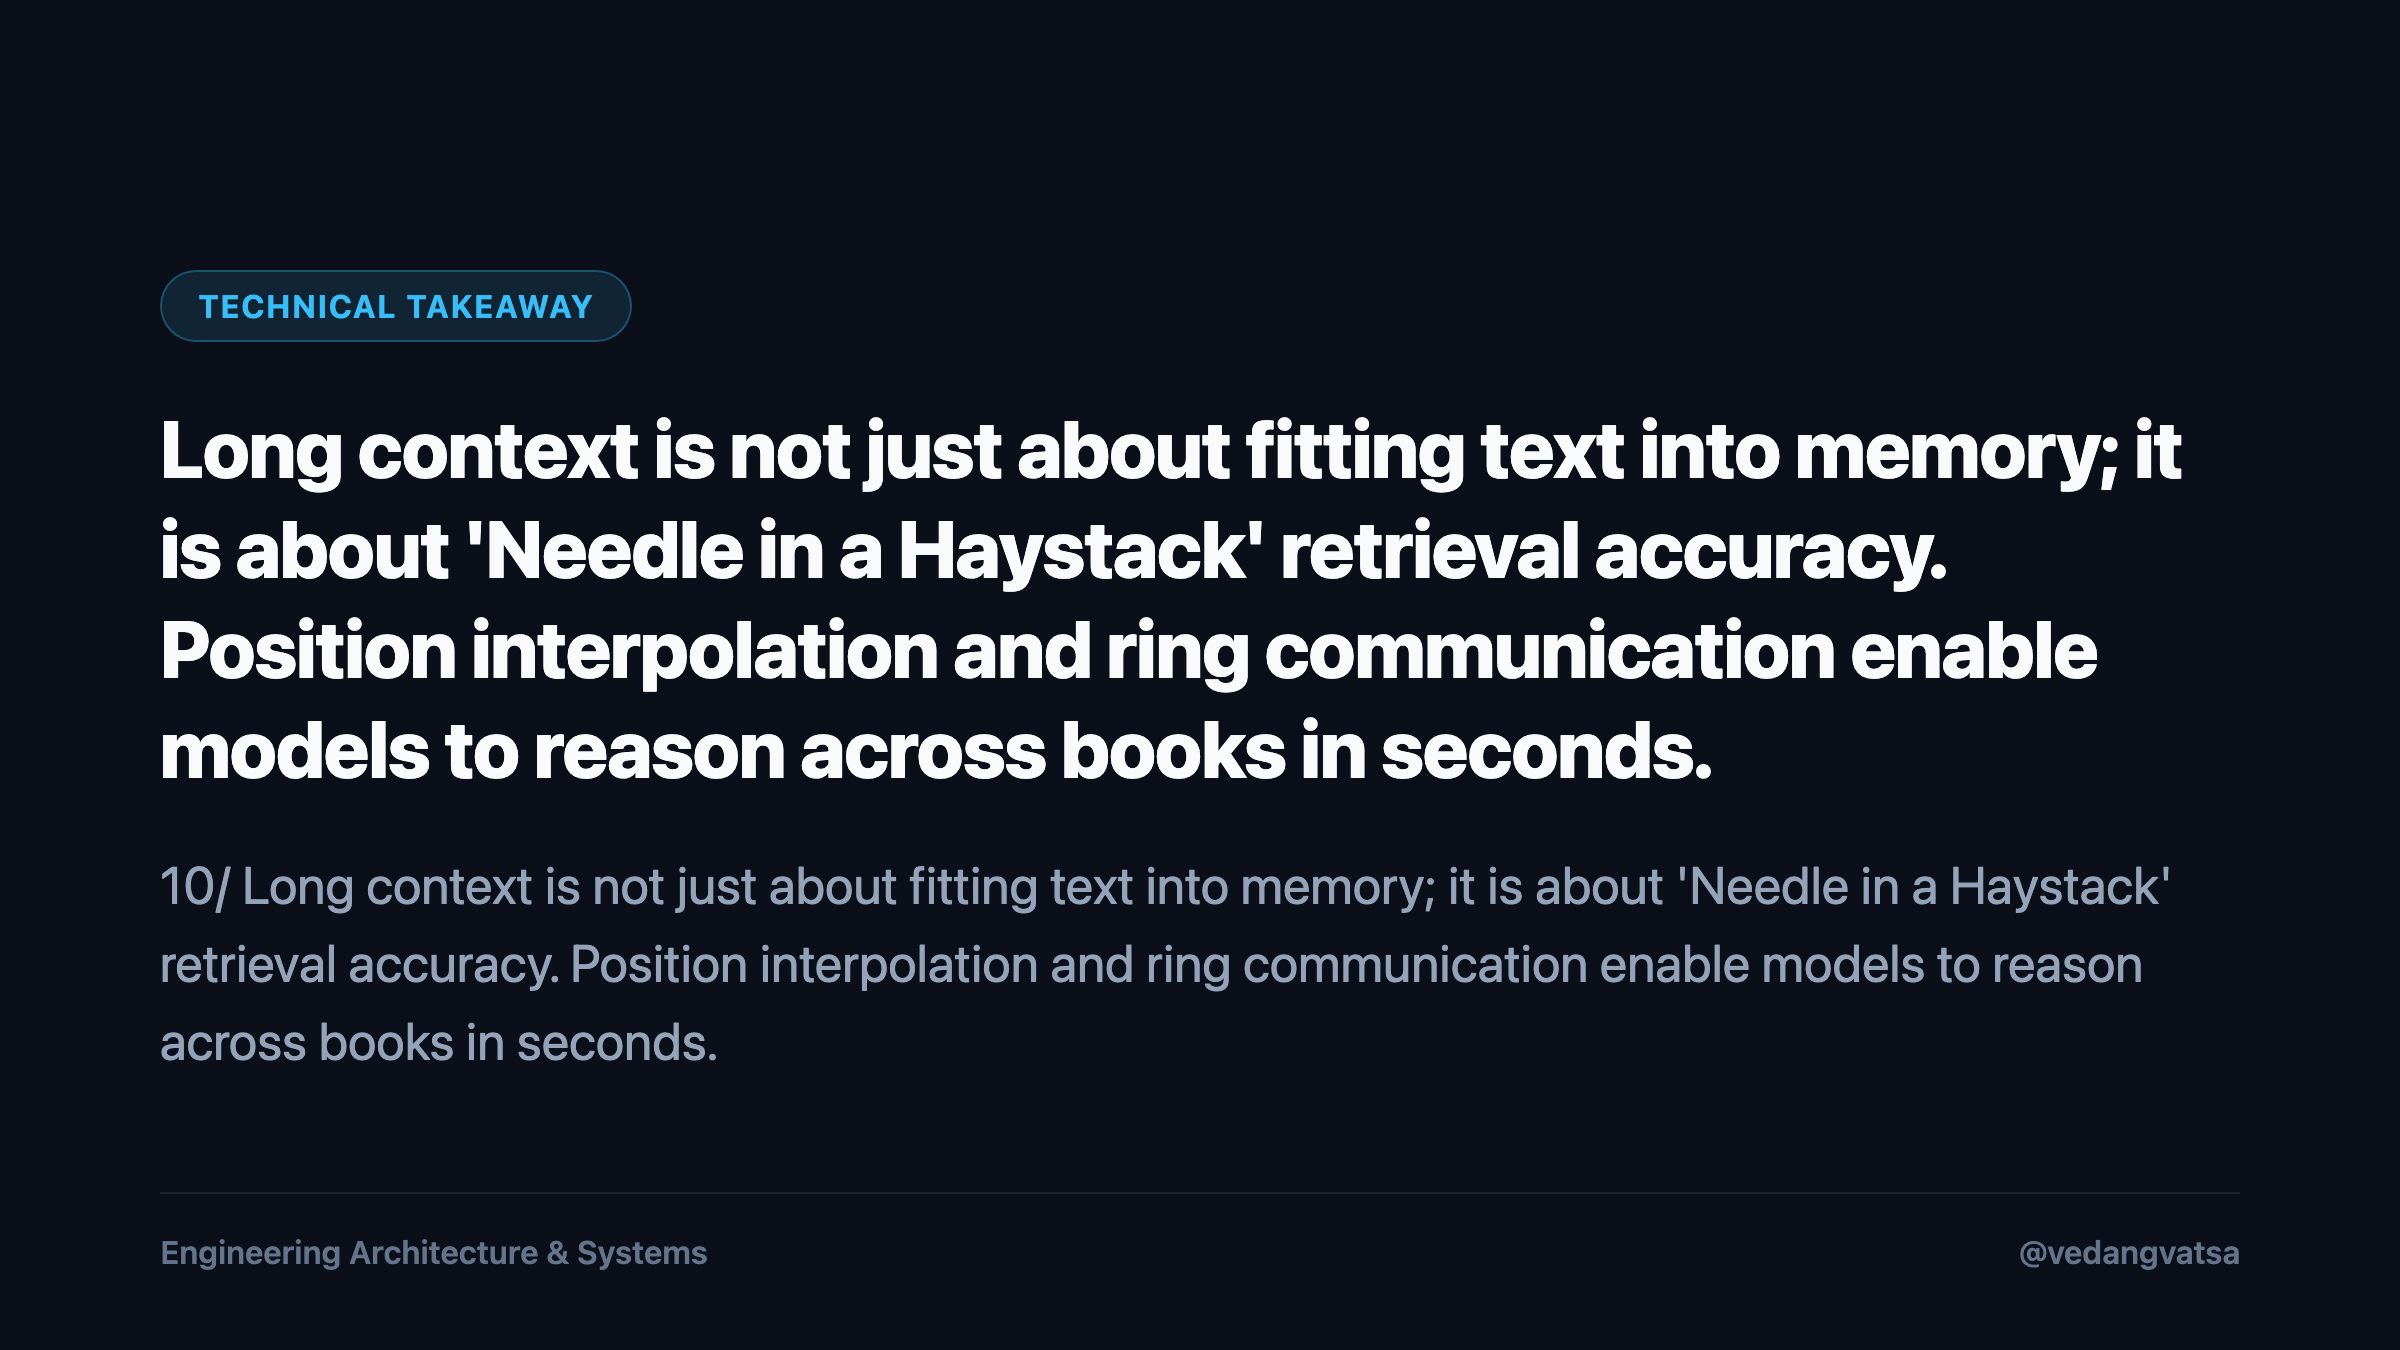 TECHNICAL TAKEAWAY
Long context is not just about fitting text into memory; it
is about 'Needle in a Haystack' retrieval accuracy.
Position interpolation and ring communication enable
models to reason across books in seconds.
10/ Long context is not just about fitting text into memory; it is about 'Needle in a Haystack'
retrieval accuracy. Position interpolation and ring communication enable models to reason
across books in seconds.
Engineering Architecture & Systems
@vedangvatsa